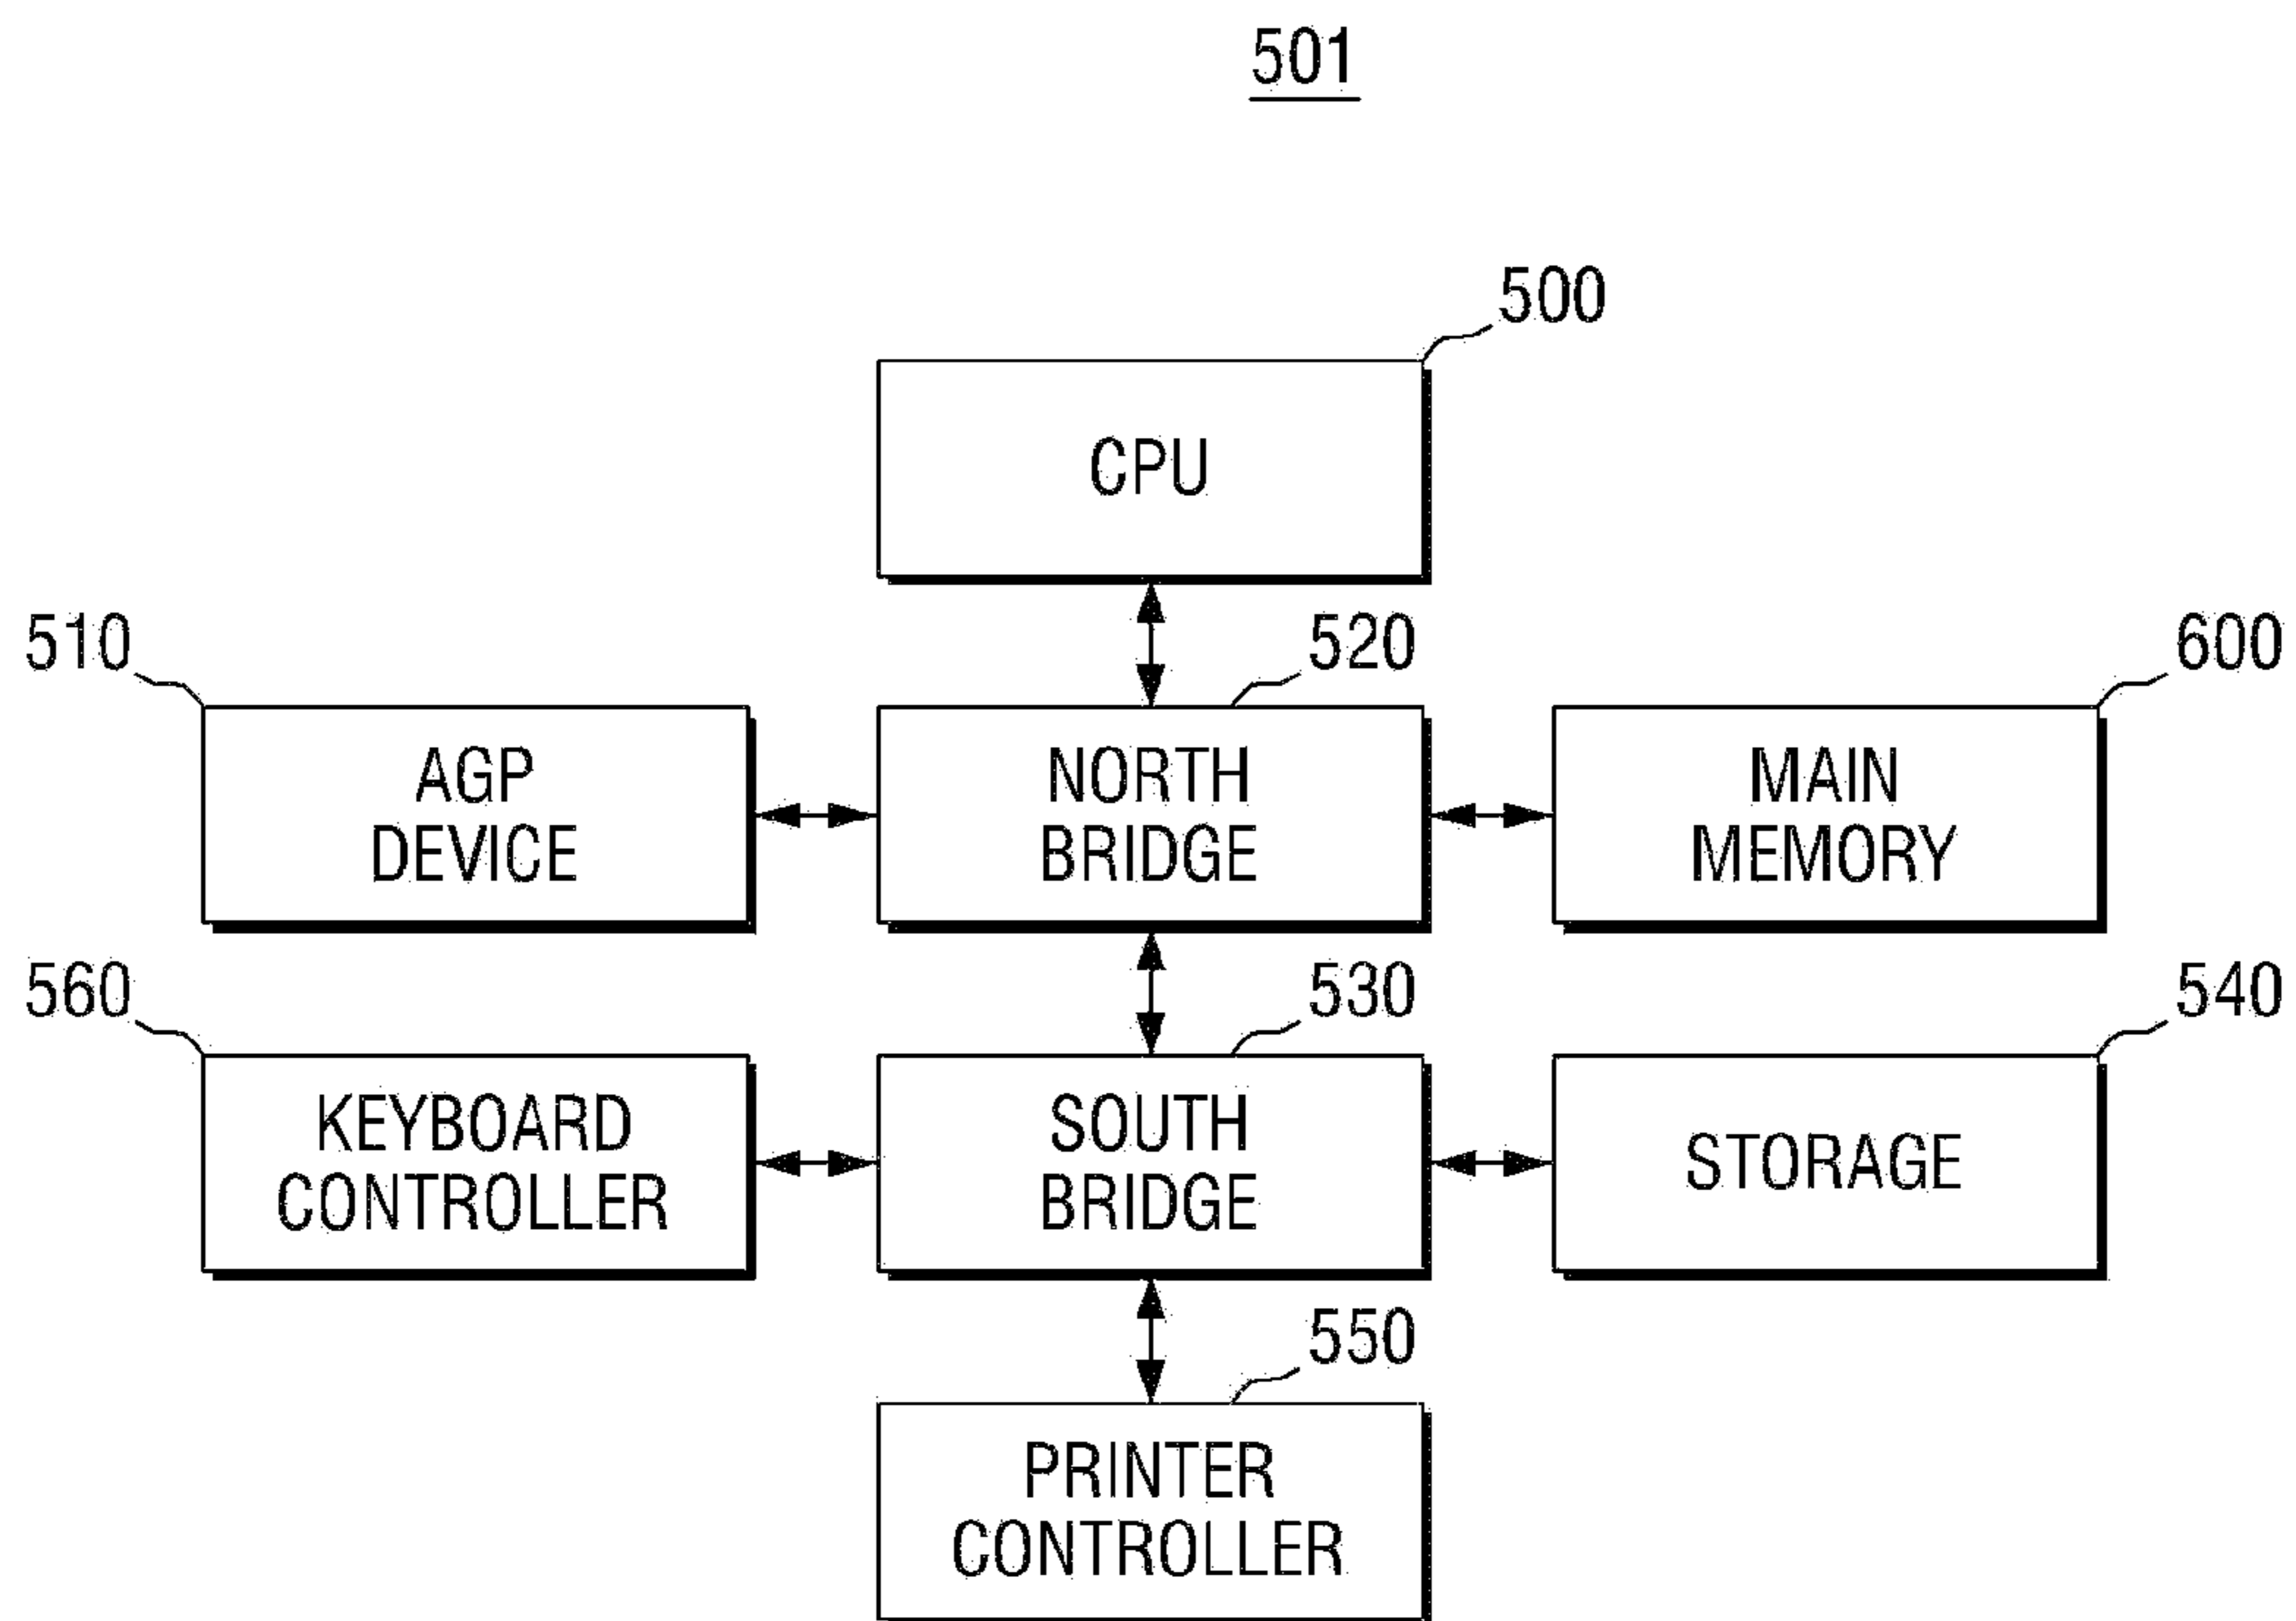 501
500
CPU
510
520
600
AGP
DEVICE
NORTH
BRIDGE
MAIN
MEMORY
560
530
540
KEYBOARD
CONTROLLER
SOUTH
BRIDGE
STORAGE
550
PRINTER
CONTROLLER